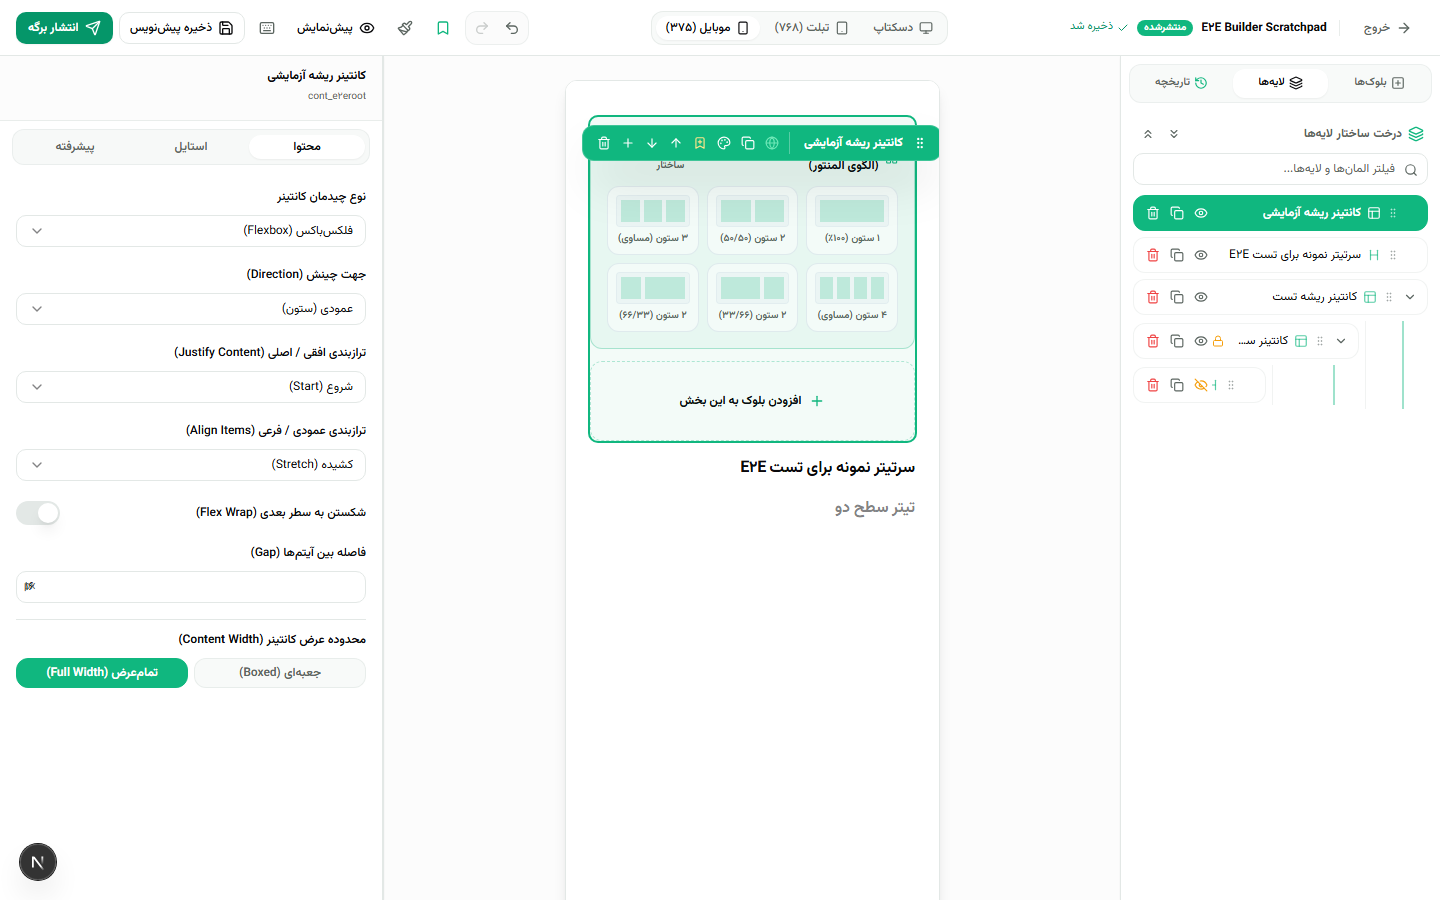 خروج
E۲E Builder Scratchpad
منتشرشده
ذخیره شد
دسکتاپ
تبلت (۷۶۸)
موبایل (۳۷۵)
پیش‌نمایش
ذخیره پیش‌نویس
انتشار برگه
بلوک‌ها
لایه‌ها
تاریخچه
درخت ساختار لایه‌ها
فیلتر المان‌ها و لایه‌ها...
کانتینر ریشه آزمایشی
سرتیتر نمونه برای تست E۲E
کانتینر ریشه تست
کانتینر سـ...
کانتینر ریشه آزمایشی
(الگوی المنتور)
ساختار
۱ ستون (۱۰۰٪)
۲ ستون (۵۰/۵۰)
۳ ستون (مساوی)
۴ ستون (مساوی)
۲ ستون (۳۳/۶۶)
۲ ستون (۶۶/۳۳)
افزودن بلوک به این بخش
سرتیتر نمونه برای تست E۲E
تیتر سطح دو
کانتینر ریشه آزمایشی
cont_e۲eroot
محتوا
استایل
پیشرفته
نوع چیدمان کانتینر
فلکس‌باکس (Flexbox)
جهت چینش (Direction)
عمودی (ستون)
ترازبندی افقی / اصلی (Justify Content)
شروع (Start)
ترازبندی عمودی / فرعی (Align Items)
کشیده (Stretch)
شکستن به سطر بعدی (Flex Wrap)
فاصله بین آیتم‌ها (Gap)
محدوده عرض کانتینر (Content Width)
جعبه‌ای (Boxed)
تمام‌عرض (Full Width)
N